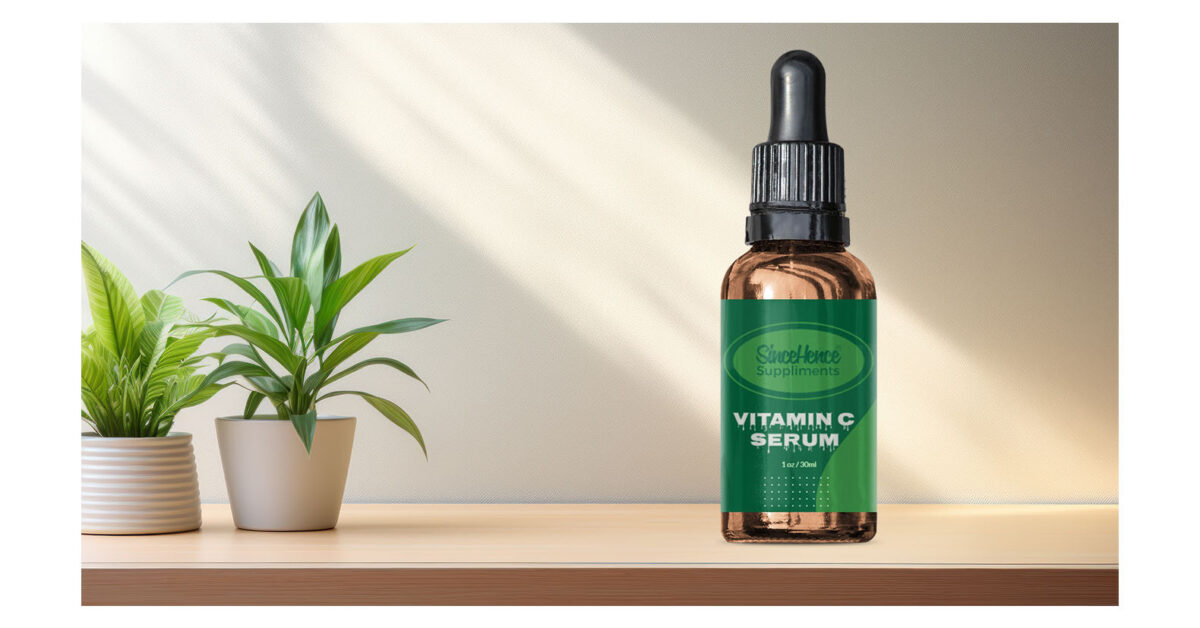 SinceHence
Suppliments
VITAMIN C
SERUM
1 oz / 30ml